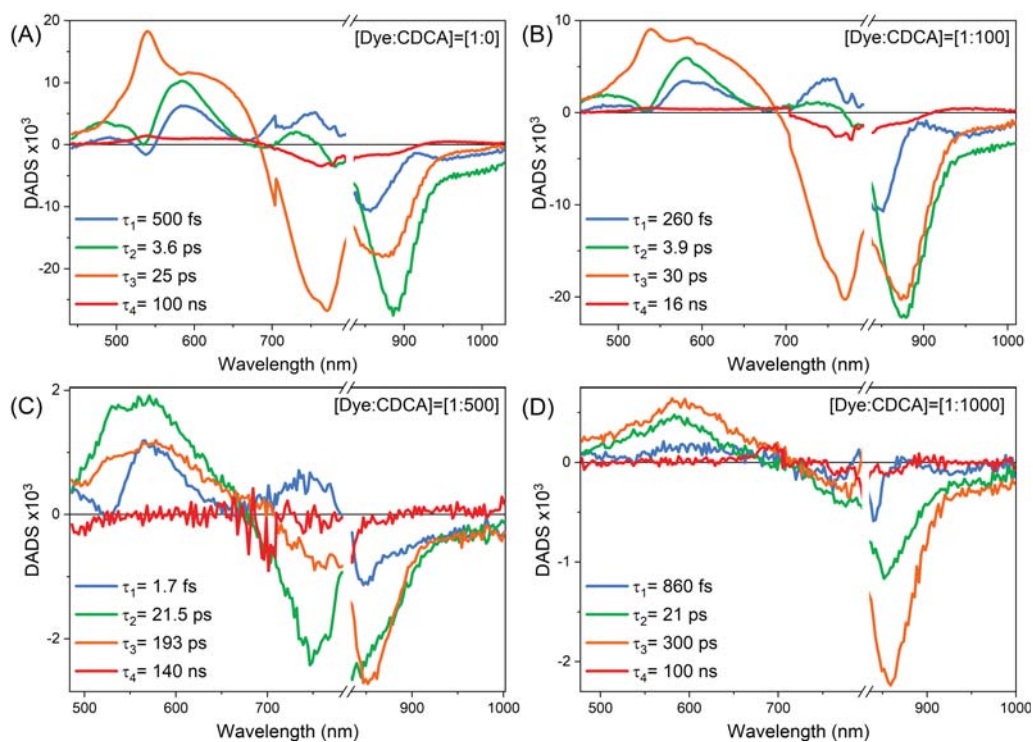 (A)
[Dye:CDCA]=[1:0]
DADS x10³
20
10
0
-10
-20
τ₁= 500 fs
τ₂= 3.6 ps
τ₃= 25 ps
τ₄= 100 ns
500 600 700 900 1000
Wavelength (nm)
(B)
[Dye:CDCA]=[1:100]
DADS x10³
10
0
-10
-20
τ₁= 260 fs
τ₂= 3.9 ps
τ₃= 30 ps
τ₄= 16 ns
500 600 700 900 1000
Wavelength (nm)
(C)
[Dye:CDCA]=[1:500]
DADS x10³
2
0
-2
τ₁= 1.7 fs
τ₂= 21.5 ps
τ₃= 193 ps
τ₄= 140 ns
500 600 700 900 1000
Wavelength (nm)
(D)
[Dye:CDCA]=[1:1000]
DADS x10³
0
-1
-2
τ₁= 860 fs
τ₂= 21 ps
τ₃= 300 ps
τ₄= 100 ns
500 600 700 900 1000
Wavelength (nm)